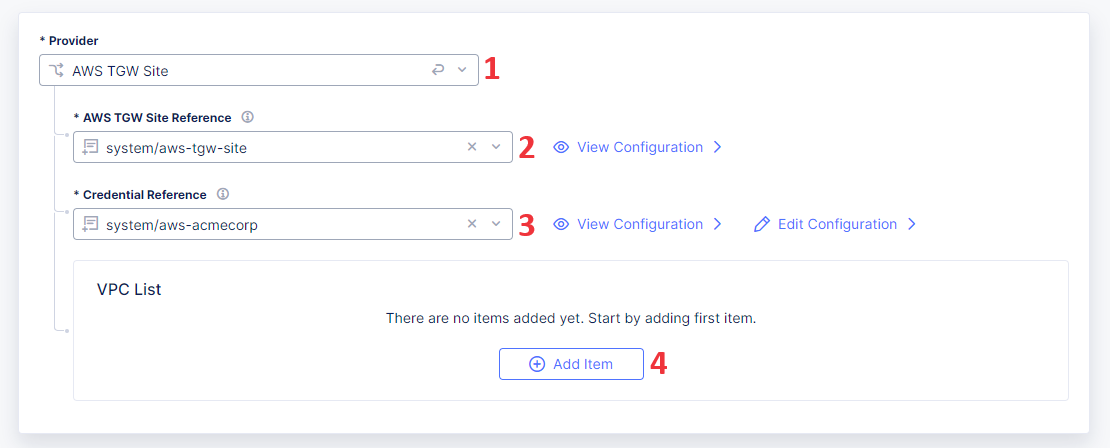 * Provider
AWS TGW Site 1
* AWS TGW Site Reference
system/aws-tgw-site 2 View Configuration
* Credential Reference
system/aws-acmecorp 3 View Configuration Edit Configuration
VPC List
There are no items added yet. Start by adding first item.
Add Item 4